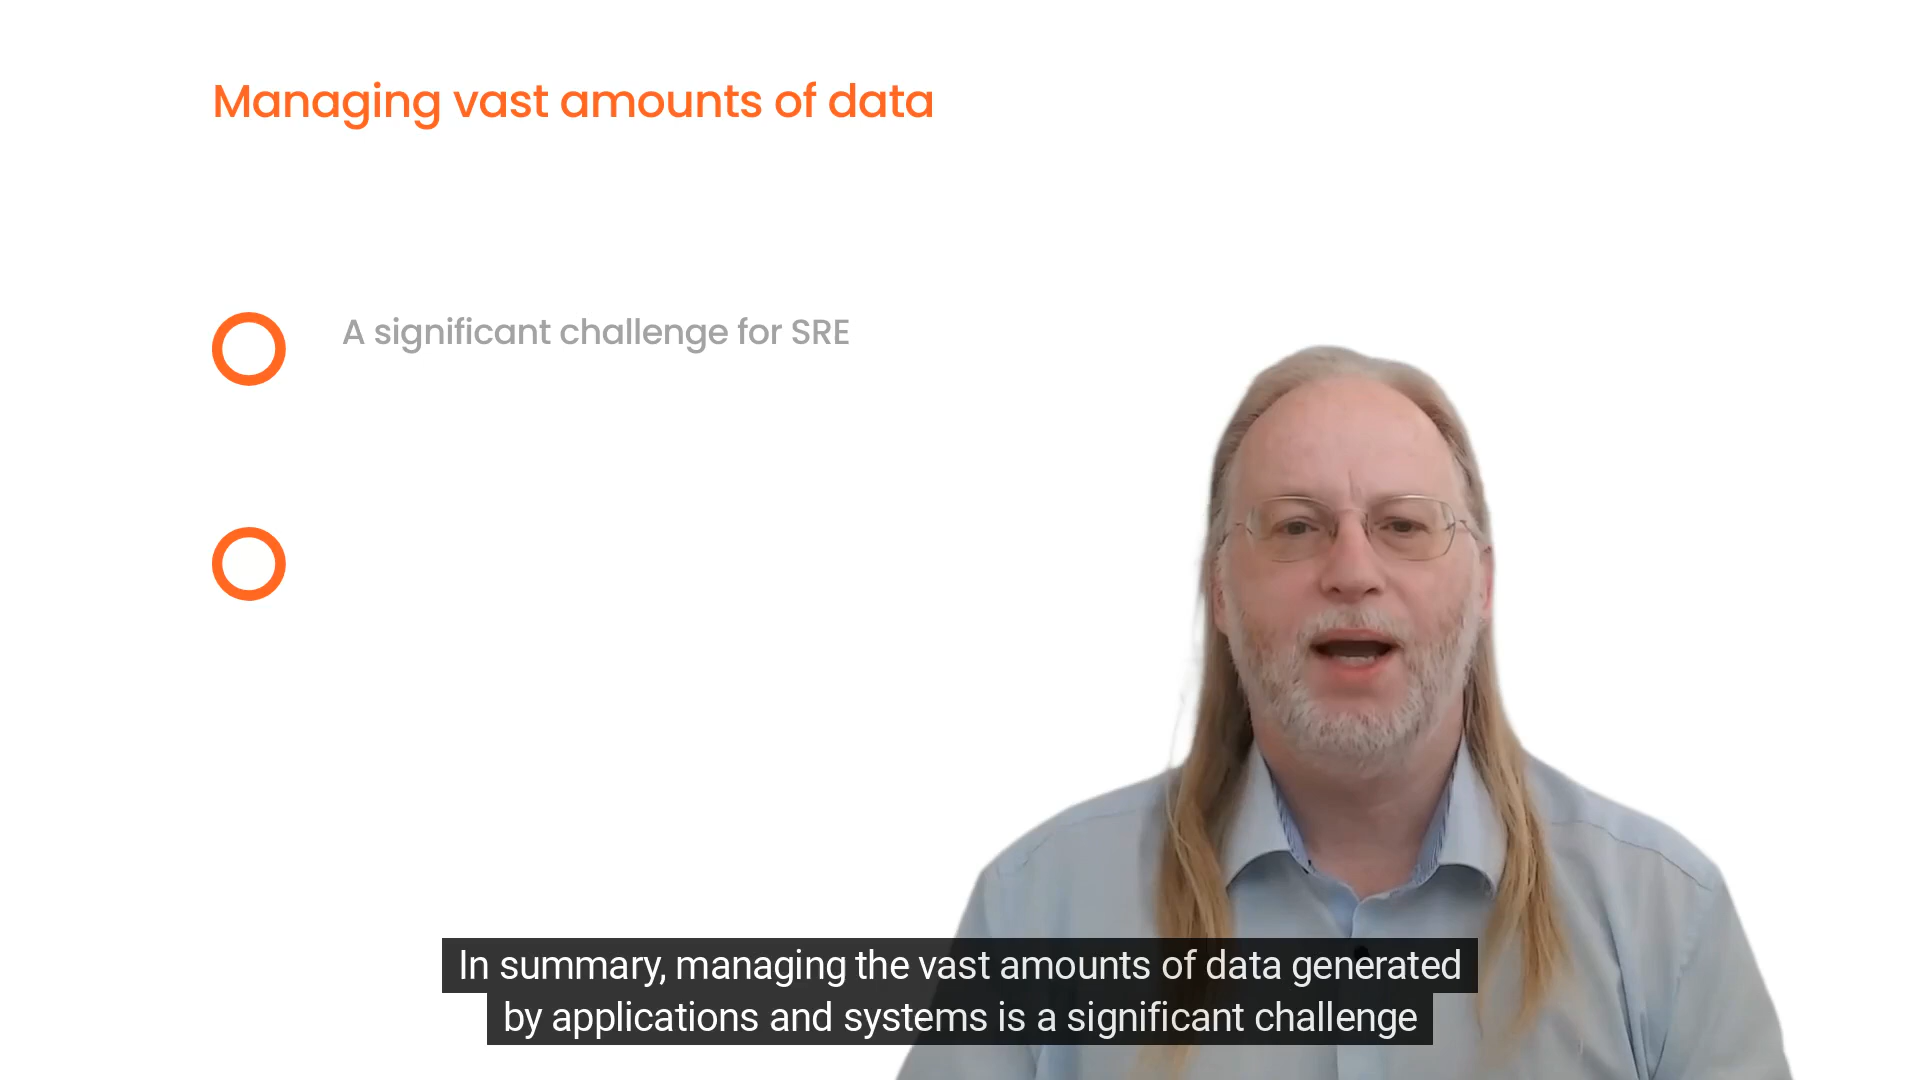 Managing vast amounts of data
A significant challenge for SRE
In summary, managing the vast amounts of data generated
by applications and systems is a significant challenge